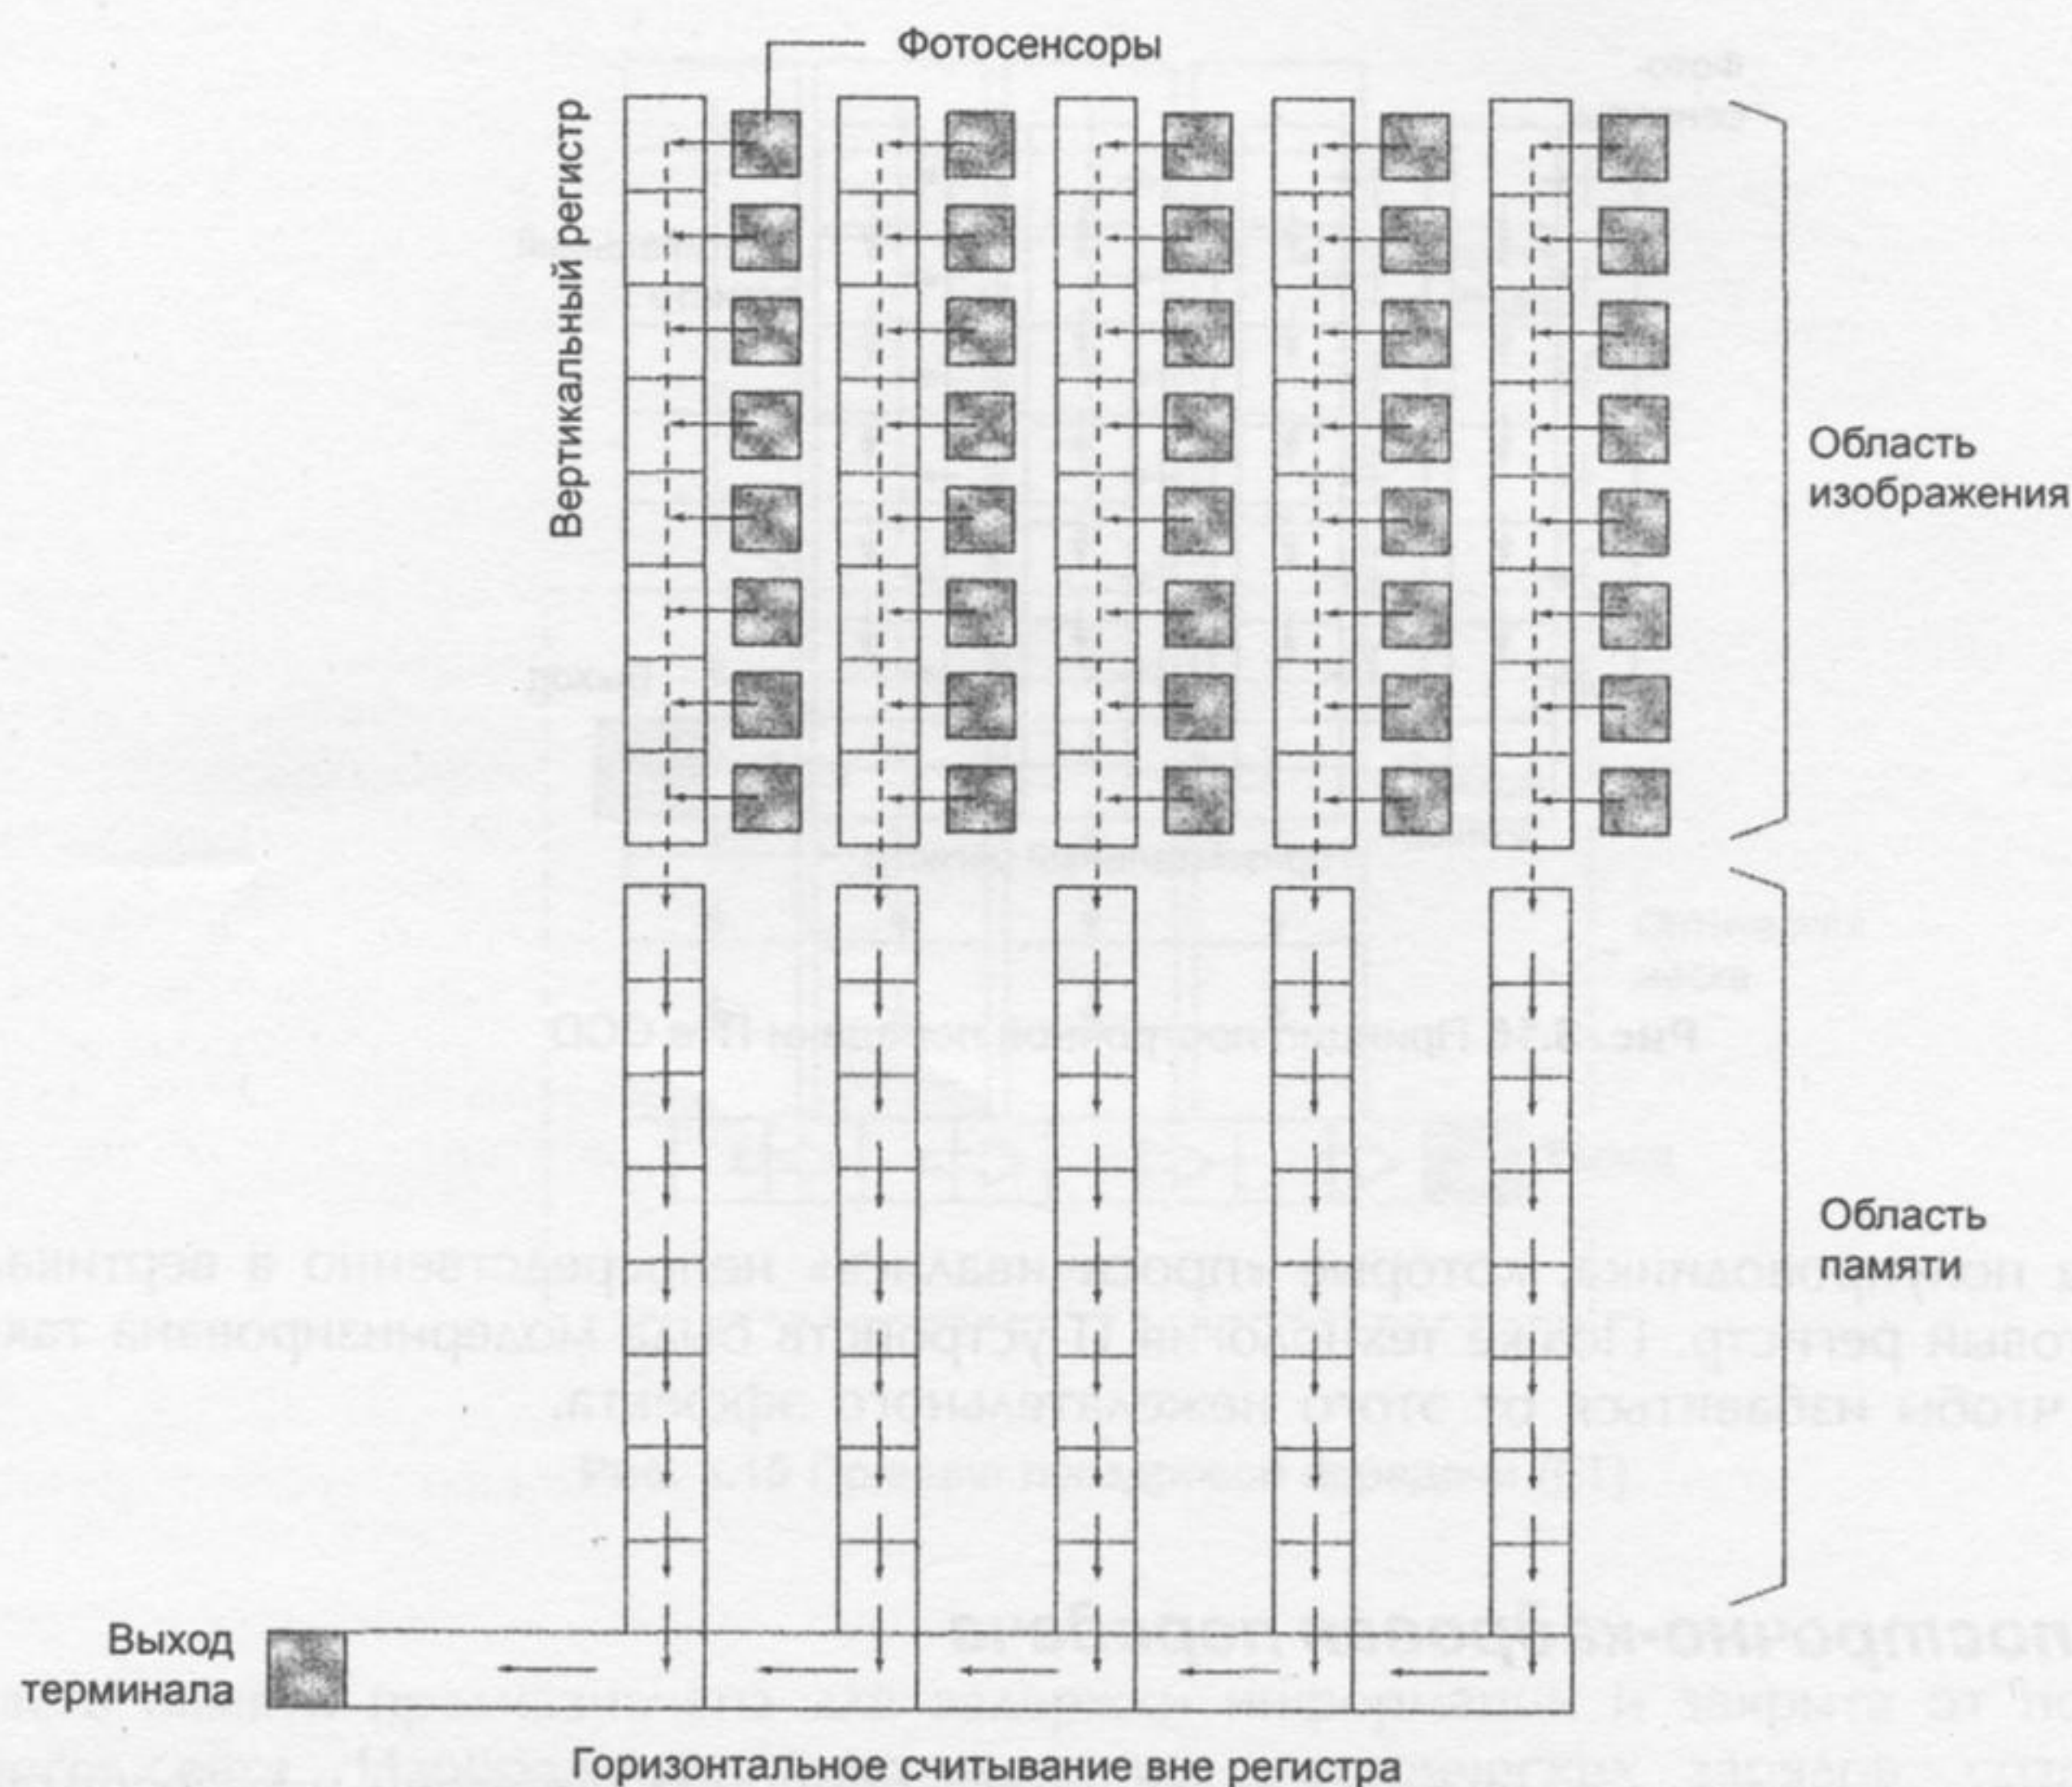 Фотосенсоры
Вертикальный регистр
Область
изображения
Область
памяти
Выход
терминала
Горизонтальное считывание вне регистра